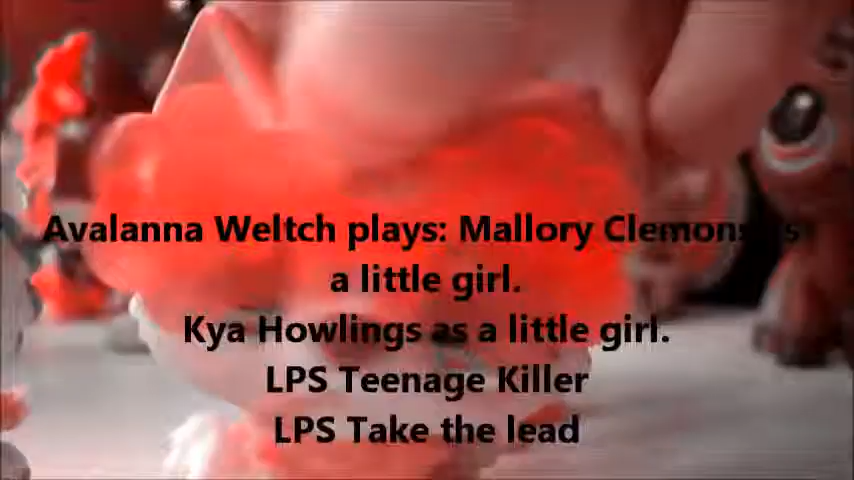 Avalanna Weltch plays: Mallory Clemons as
a little girl.
Kya Howlings as a little girl.
LPS Teenage Killer
LPS Take the lead